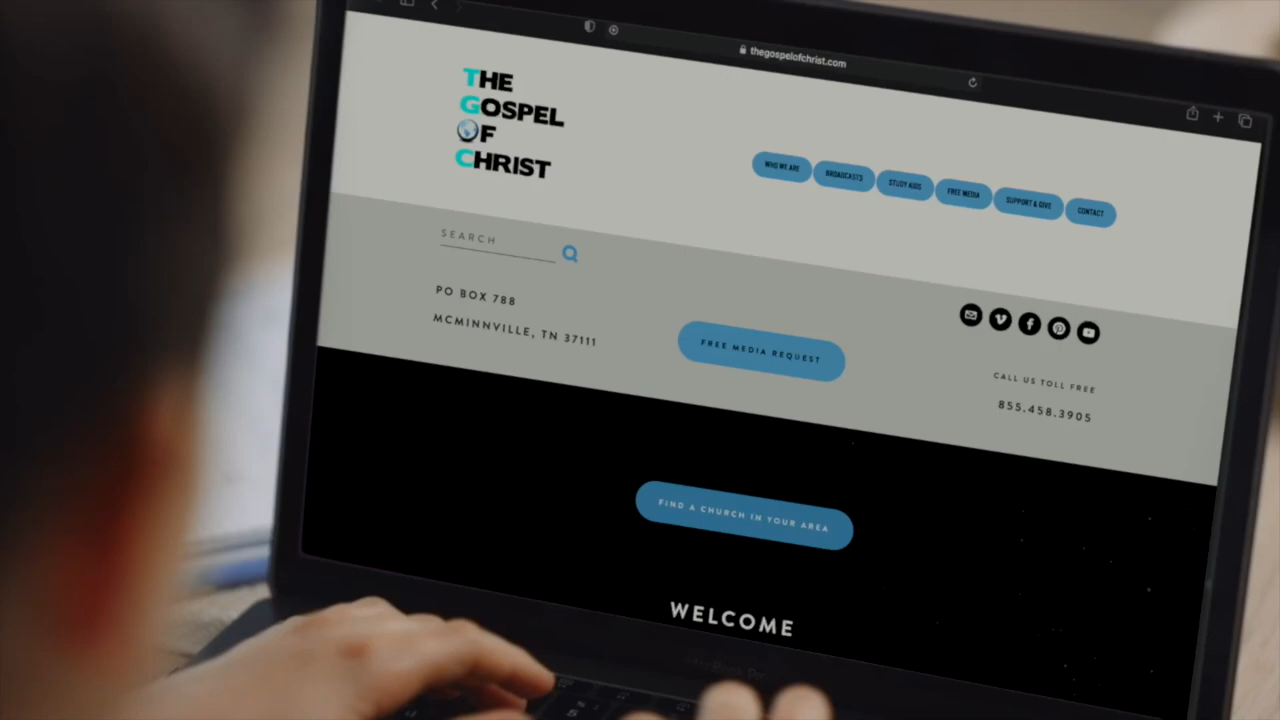 thegospelofchrist.com
THE
GOSPEL
OF
CHRIST
WHO WE ARE
BROADCASTS
STUDY AIDS
FREE MEDIA
SUPPORT & GIVE
CONTACT
SEARCH
PO BOX 788
MCMINNVILLE, TN 37111
FREE MEDIA REQUEST
CALL US TOLL FREE
855.458.3905
FIND A CHURCH IN YOUR AREA
WELCOME
MacBook Pro